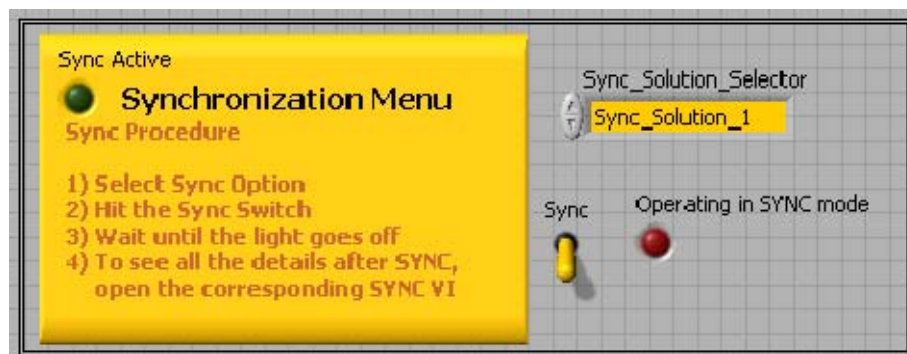 Sync Active
Synchronization Menu
Sync Procedure
1) Select Sync Option
2) Hit the Sync Switch
3) Wait until the light goes off
4) To see all the details after SYNC,
open the corresponding SYNC VI
Sync_Solution_Selector
Sync_Solution_1
Sync
Operating in SYNC mode